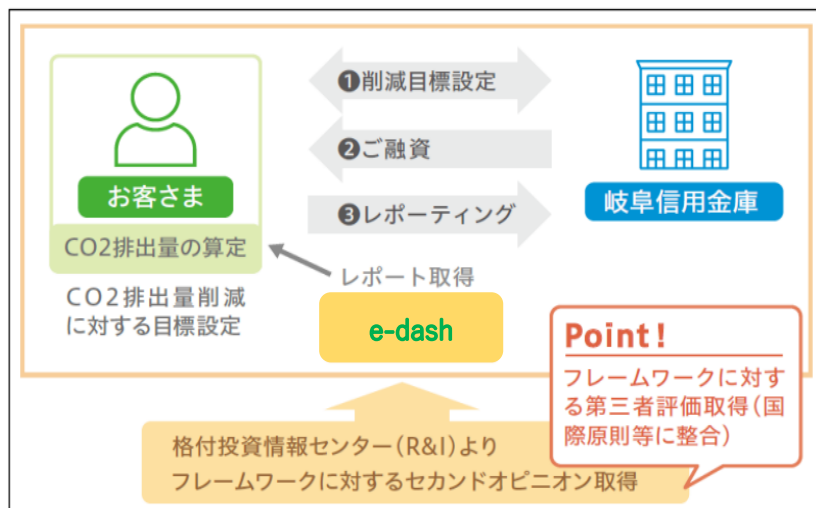 ❶削減目標設定
❷ご融資
❸レポーティング
お客さま
CO2排出量の算定
CO2排出量削減
に対する目標設定
岐阜信用金庫
レポート取得
e-dash
Point!
フレームワークに対す
る第三者評価取得(国
際原則等に整合)
格付投資情報センター(R&I)より
フレームワークに対するセカンドオピニオン取得